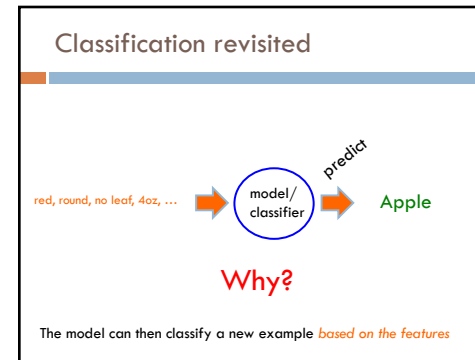 Classification revisited
predict
red, round, no leaf, 4oz, …
model/
classifier
Apple
Why?
The model can then classify a new example based on the features